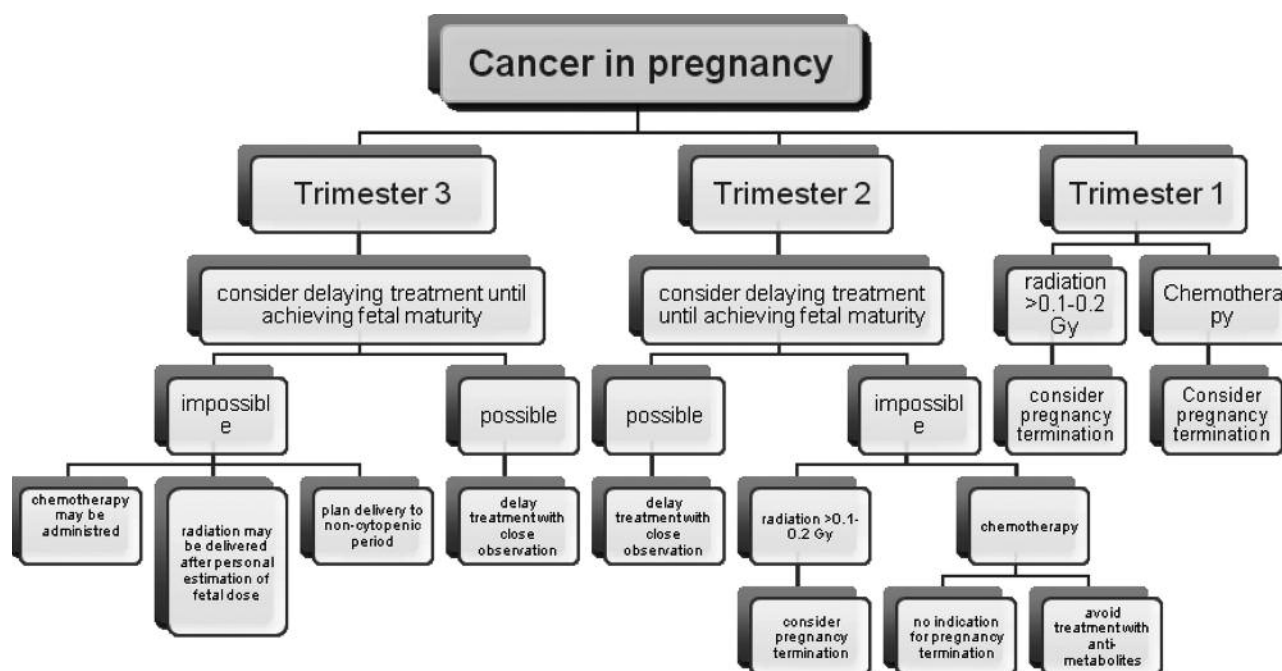 Cancer in pregnancy
Trimester 3
Trimester 2
Trimester 1
consider delaying treatment until
achieving fetal maturity
consider delaying treatment
until achieving fetal maturity
radiation
>0.1-0.2
Gy
Chemothera
py
impossibl
e
possible
possible
impossibl
e
consider
pregnancy
termination
Consider
pregnancy
termination
chemotherapy
may be
administred
radiation may
be delivered
after personal
estimation of
fetal dose
plan delivery to
non-cytopenic
period
delay
treatment with
close
observation
delay
treatment with
close
observation
radiation >0.1-
0.2 Gy
chemotherapy
consider
pregnancy
termination
no indication
for pregnancy
termination
avoid
treatment with
anti-
metabolites